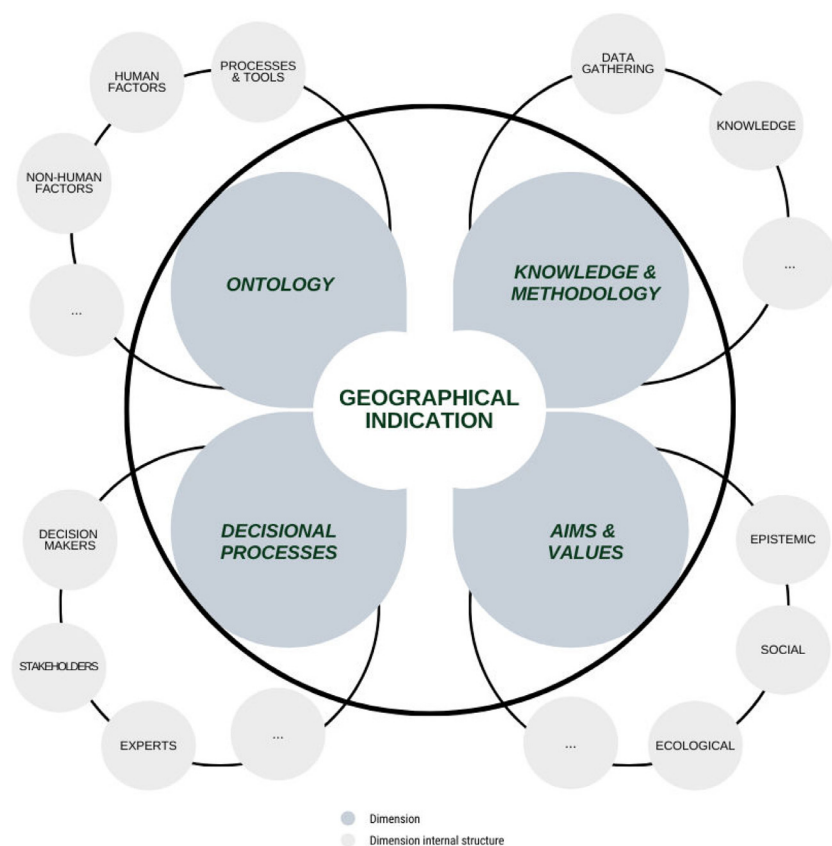 PROCESSES
& TOOLS
HUMAN
FACTORS
NON-HUMAN
FACTORS
...
ONTOLOGY
DATA
GATHERING
KNOWLEDGE
...
KNOWLEDGE &
METHODOLOGY
GEOGRAPHICAL
INDICATION
DECISIONAL
PROCESSES
DECISION
MAKERS
STAKEHOLDERS
EXPERTS
...
AIMS &
VALUES
EPISTEMIC
SOCIAL
ECOLOGICAL
...
Dimension
Dimension internal structure